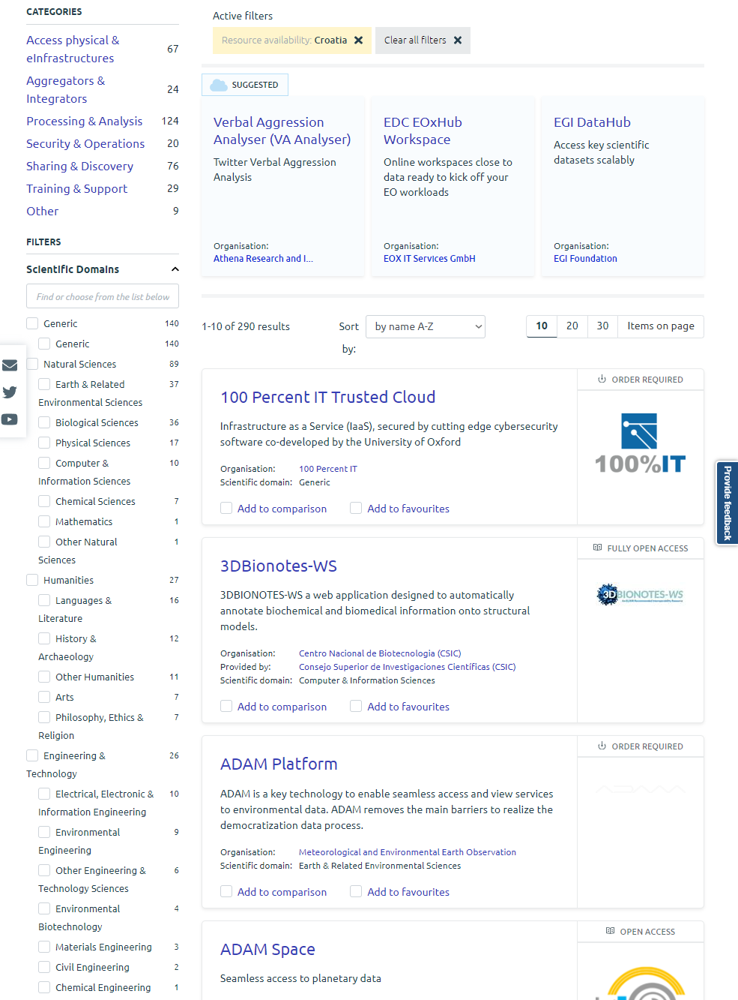 CATEGORIES
Access physical &
eInfrastructures
67
Aggregators &
Integrators
24
Processing & Analysis 124
Security & Operations 20
Sharing & Discovery 76
Training & Support 29
Other 9
FILTERS
Scientific Domains
Find or choose from the list below
Generic 140
Generic 140
Natural Sciences 89
Earth & Related 37
Environmental Sciences
Biological Sciences 36
Physical Sciences 17
Computer & 10
Information Sciences
Chemical Sciences 7
Mathematics 1
Other Natural 1
Sciences
Humanities 27
Languages & 16
Literature
History & 12
Archaeology
Other Humanities 11
Arts 7
Philosophy, Ethics & 7
Religion
Engineering & 26
Technology
Electrical, Electronic & 10
Information Engineering
Environmental 9
Engineering
Other Engineering & 6
Technology Sciences
Environmental 4
Biotechnology
Materials Engineering 3
Civil Engineering 2
Chemical Engineering 1
Active filters
Resource availability: Croatia
Clear all filters
SUGGESTED
Verbal Aggression
Analyser (VA Analyser)
Twitter Verbal Aggression
Analysis
Organisation:
Athena Research and I...
EDC EOxHub
Workspace
Online workspaces close to
data ready to kick off your
EO workloads
Organisation:
EOX IT Services GmbH
EGI DataHub
Access key scientific
datasets scalably
Organisation:
EGI Foundation
1-10 of 290 results
Sort
by:
by name A-Z
10 20 30 Items on page
100 Percent IT Trusted Cloud
Infrastructure as a Service (IaaS), secured by cutting edge cybersecurity
software co-developed by the University of Oxford
Organisation: 100 Percent IT
Scientific domain: Generic
Add to comparison Add to favourites
ORDER REQUIRED
100%IT
3DBionotes-WS
3DBIONOTES-WS a web application designed to automatically
annotate biochemical and biomedical information onto structural
models.
Organisation: Centro Nacional de Biotecnologia (CSIC)
Provided by: Consejo Superior de Investigaciones Científicas (CSIC)
Scientific domain: Computer & Information Sciences
Add to comparison Add to favourites
FULLY OPEN ACCESS
3DBIONOTES-WS
An ELIXIR Recommended Interoperability Resource
ADAM Platform
ADAM is a key technology to enable seamless access and view services
to environmental data. ADAM removes the main barriers to realize the
democratization data process.
Organisation: Meteorological and Environmental Earth Observation
Scientific domain: Earth & Related Environmental Sciences
Add to comparison Add to favourites
ORDER REQUIRED
ADAM
ADAM Space
Seamless access to planetary data
OPEN ACCESS
Provide feedback